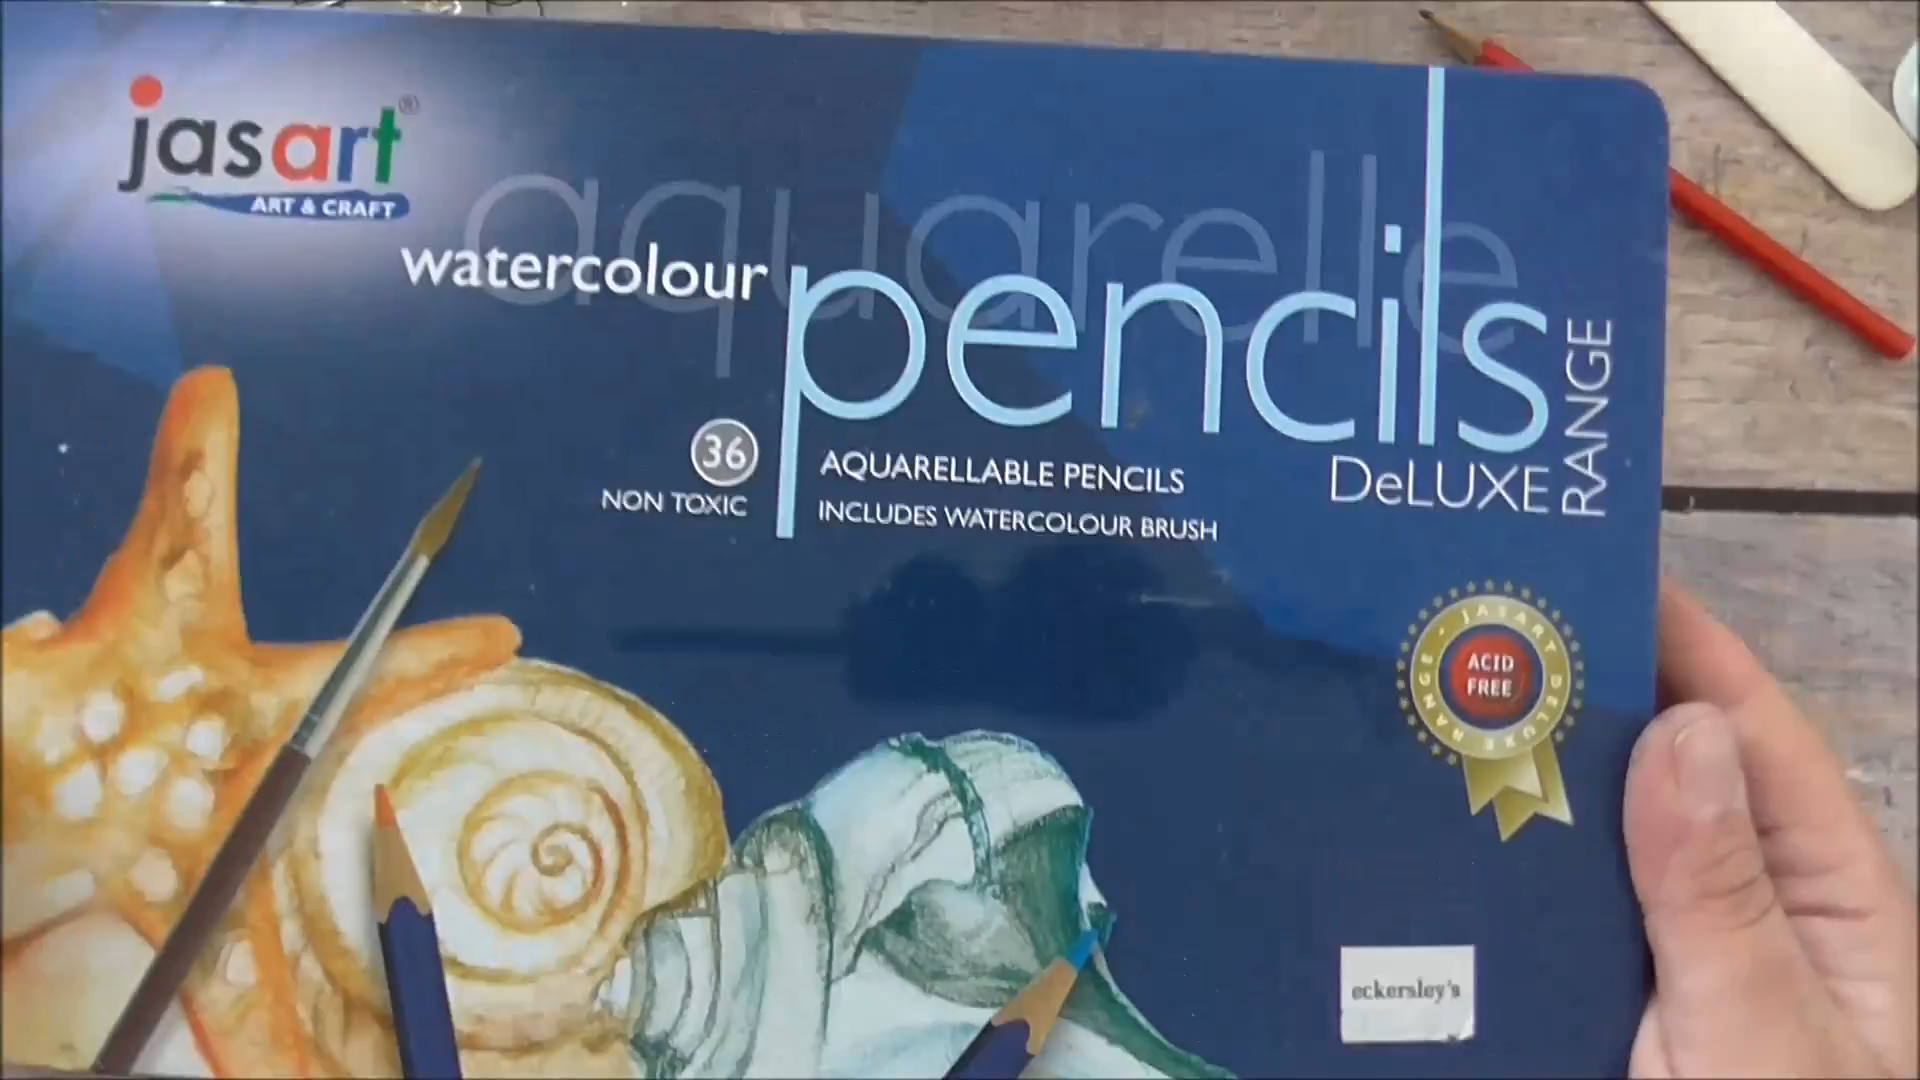 jasart®
ART & CRAFT
aquarelle
watercolour
pencils
DeLUXE
RANGE
36
NON TOXIC
AQUARELLABLE PENCILS
INCLUDES WATERCOLOUR BRUSH
JASART DELUXE RANGE
ACID
FREE
eckersley's